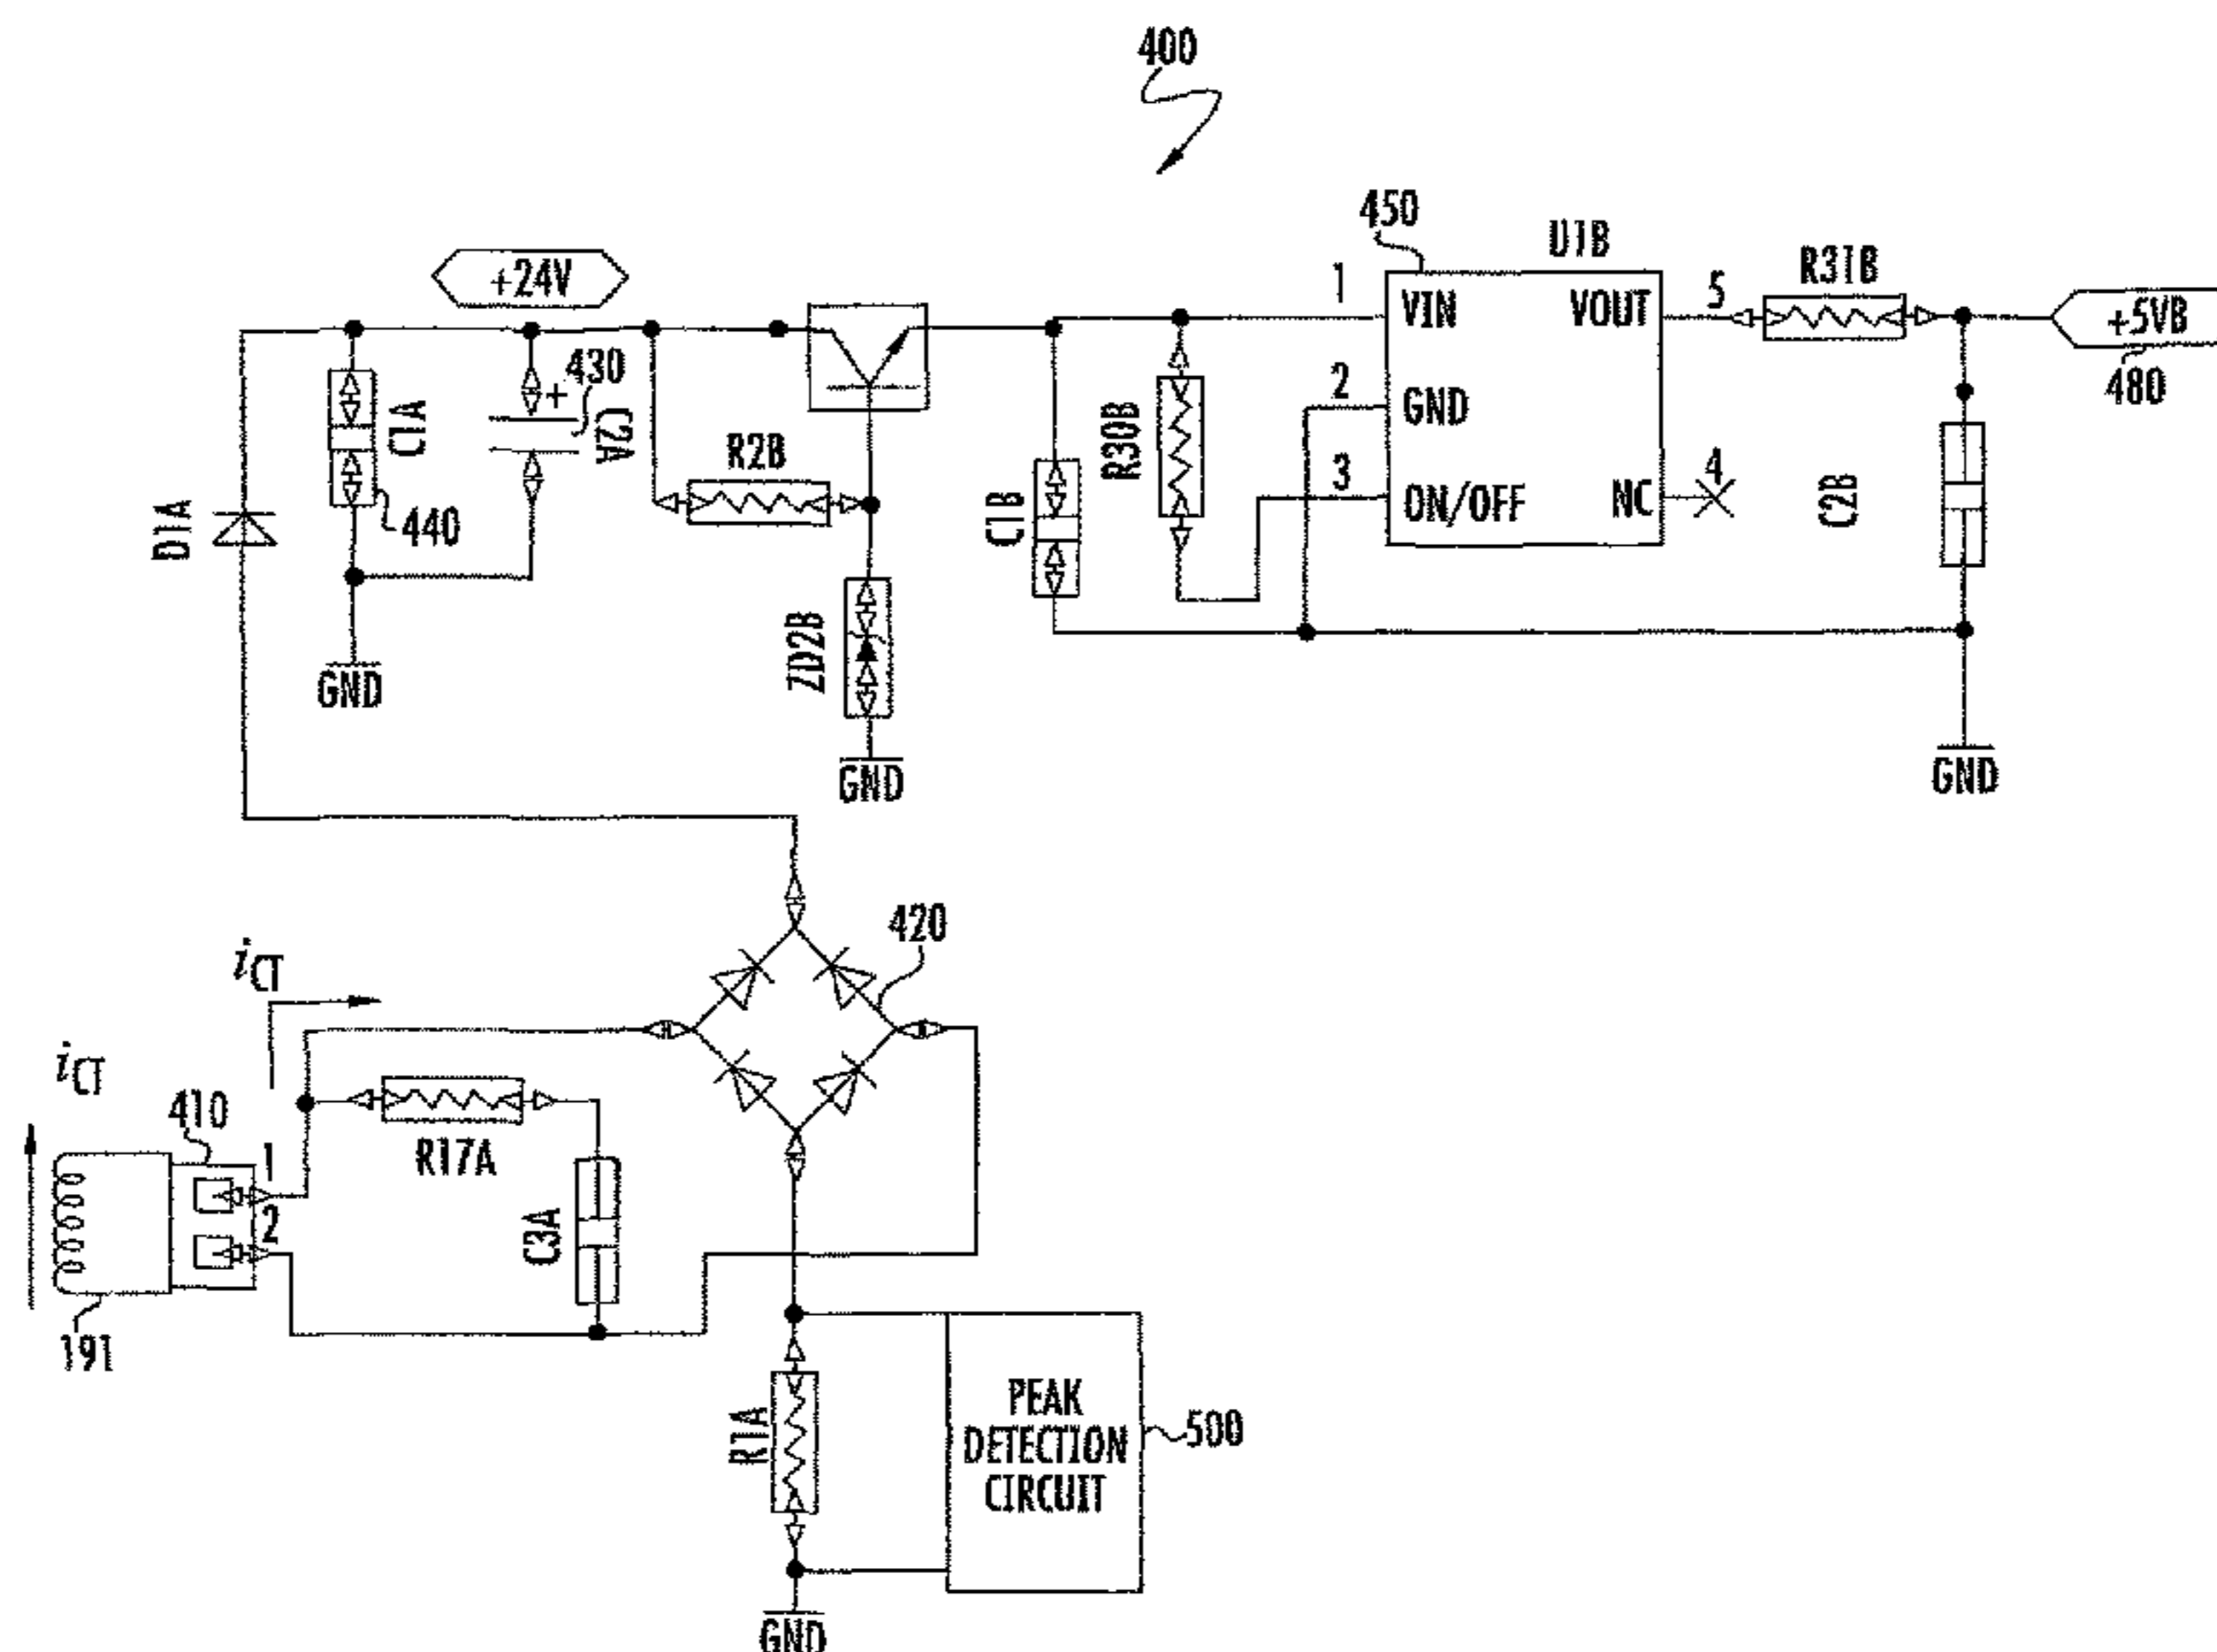 400
450
U1B
+24V
1
VIN
VOUT
5
R31B
+5VB
480
430
C2A
C1A
440
R2B
2
GND
R30B
3
ON/OFF
NC
4
C1B
C2B
D1A
ZD2B
GND
GND
GND
420
iCT
iCT
410
1
2
R17A
C3A
191
R1A
PEAK
DETECTION
CIRCUIT
500
GND